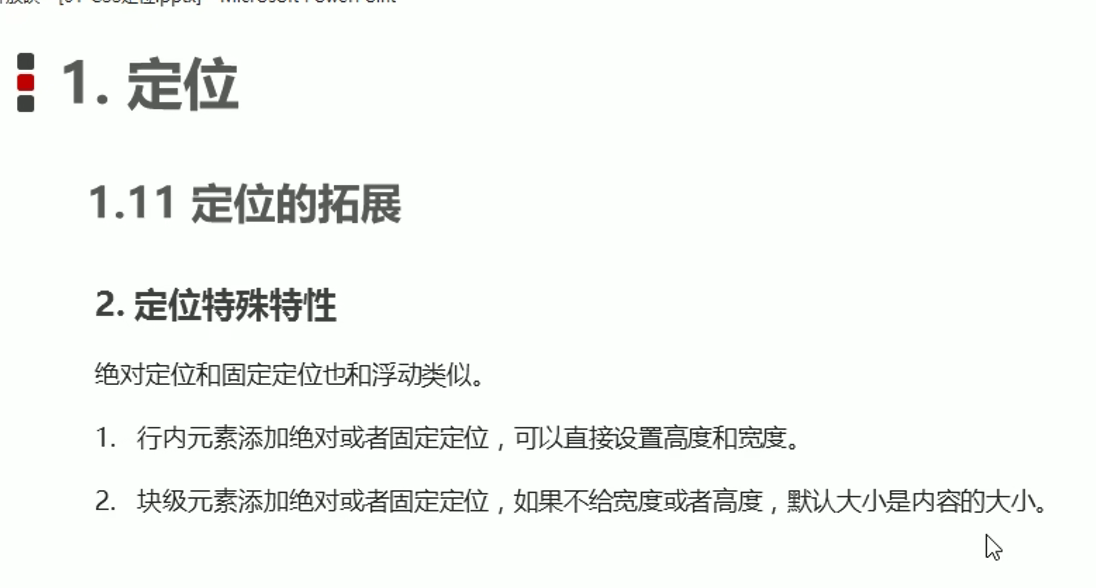 1. 定位
1.11 定位的拓展
2. 定位特殊特性
绝对定位和固定定位也和浮动类似。
1. 行内元素添加绝对或者固定定位，可以直接设置高度和宽度。
2. 块级元素添加绝对或者固定定位，如果不给宽度或者高度，默认大小是内容的大小。